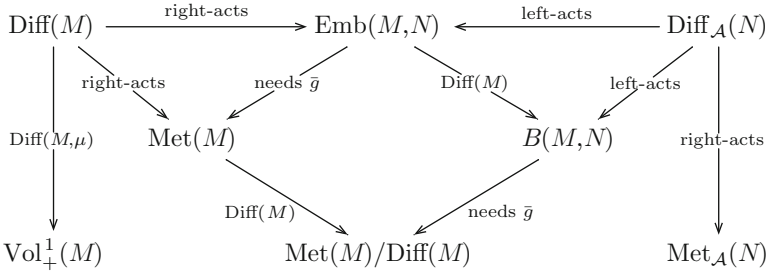 right-acts left-acts
Diff(M) Emb(M,N) Diff_𝒜(N)
right-acts needs ḡ Diff(M) left-acts
Diff(M,μ) Met(M) B(M,N) right-acts
Diff(M) needs ḡ
Vol¹₊(M) Met(M)/Diff(M) Met_𝒜(N)